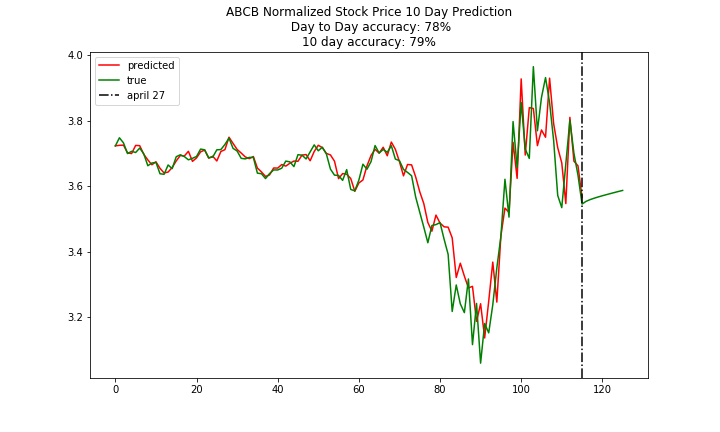 ABCB Normalized Stock Price 10 Day Prediction
Day to Day accuracy: 78%
10 day accuracy: 79%
predicted
true
april 27
4.0
3.8
3.6
3.4
3.2
0 20 40 60 80 100 120